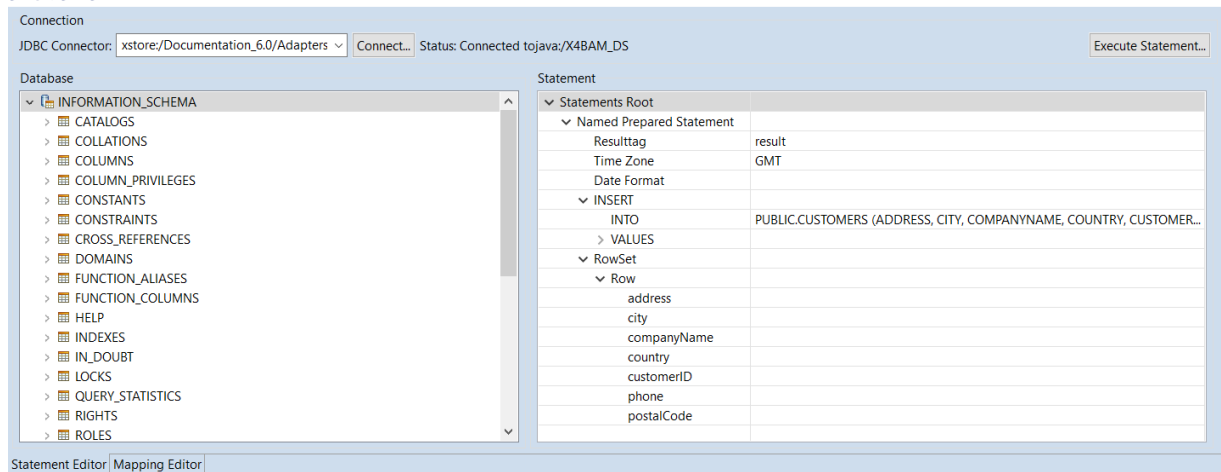 Connection
JDBC Connector: xstore:/Documentation_6.0/Adapters Connect... Status: Connected tojava:/X4BAM_DS Execute Statement...
Database
INFORMATION_SCHEMA
CATALOGS
COLLATIONS
COLUMNS
COLUMN_PRIVILEGES
CONSTANTS
CONSTRAINTS
CROSS_REFERENCES
DOMAINS
FUNCTION_ALIASES
FUNCTION_COLUMNS
HELP
INDEXES
IN_DOUBT
LOCKS
QUERY_STATISTICS
RIGHTS
ROLES
Statement
Statements Root
Named Prepared Statement
Resulttag result
Time Zone GMT
Date Format
INSERT
INTO PUBLIC.CUSTOMERS (ADDRESS, CITY, COMPANYNAME, COUNTRY, CUSTOMER...
VALUES
RowSet
Row
address
city
companyName
country
customerID
phone
postalCode
Statement Editor Mapping Editor